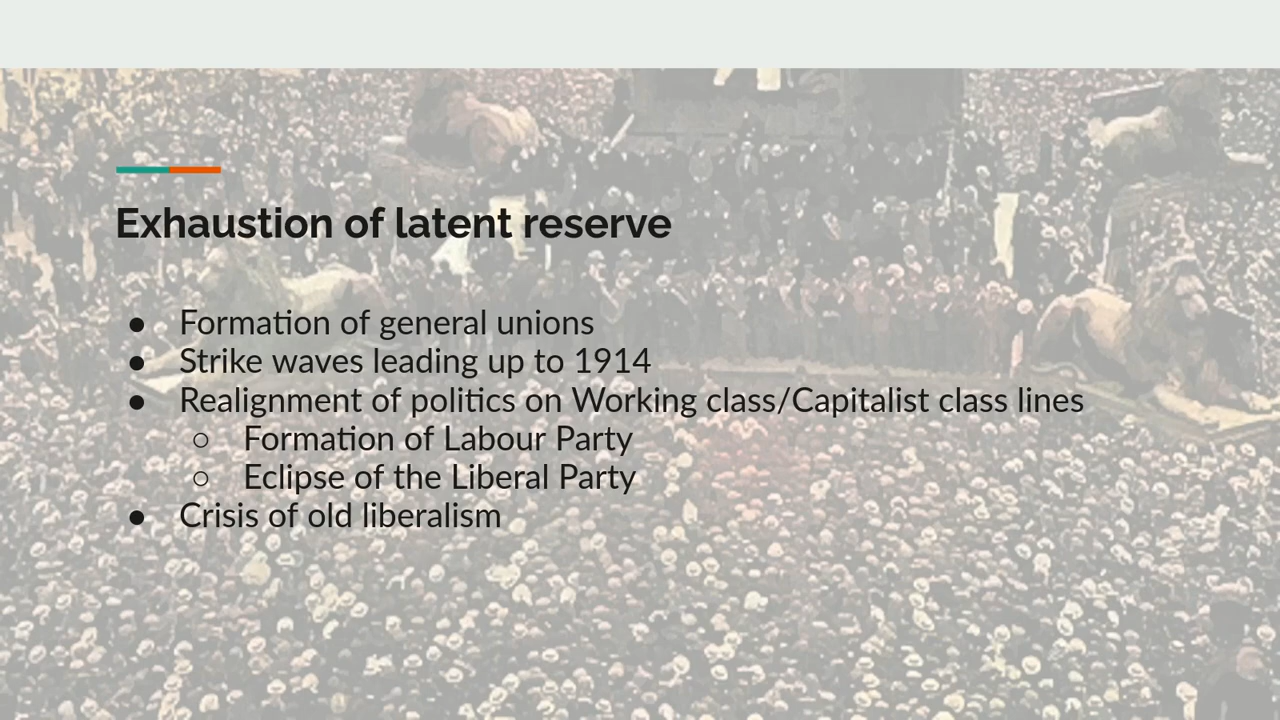 Exhaustion of latent reserve
● Formation of general unions
● Strike waves leading up to 1914
● Realignment of politics on Working class/Capitalist class lines
○ Formation of Labour Party
○ Eclipse of the Liberal Party
● Crisis of old liberalism